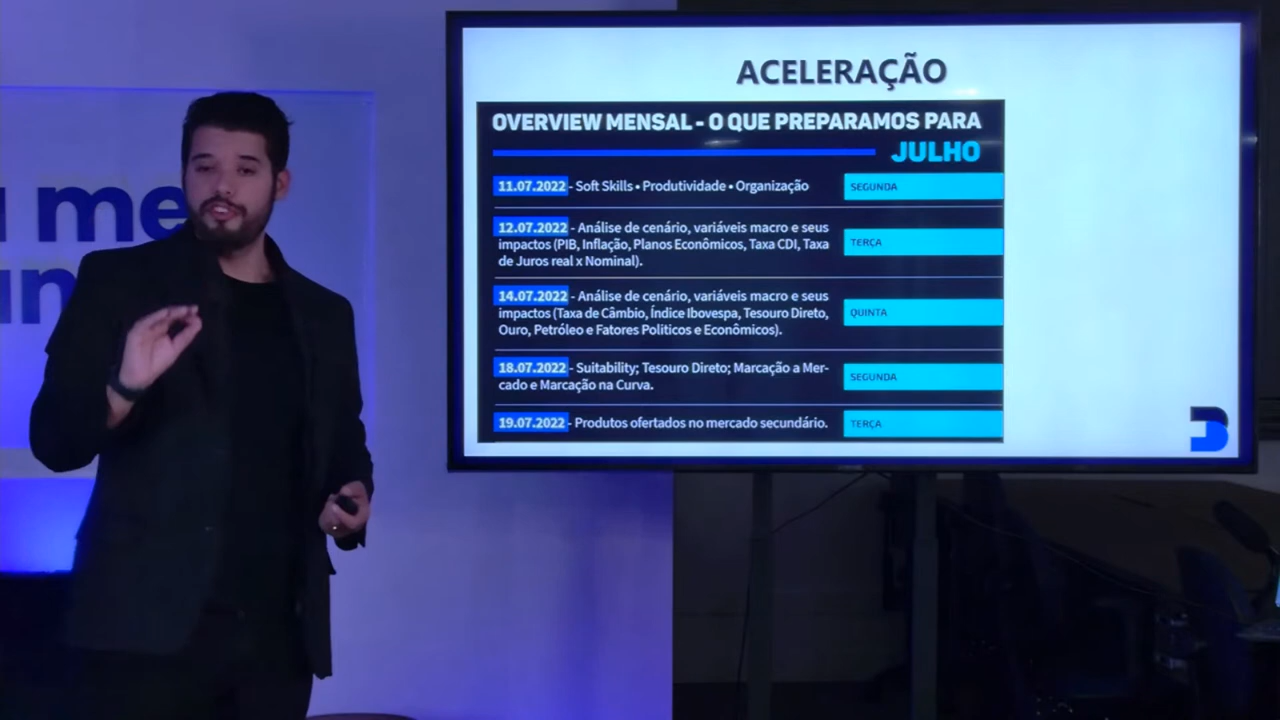 me
ACELERAÇÃO
OVERVIEW MENSAL - O QUE PREPARAMOS PARA
JULHO
11.07.2022 - Soft Skills • Produtividade • Organização
SEGUNDA
12.07.2022 - Análise de cenário, variáveis macro e seus
impactos (PIB, Inflação, Planos Econômicos, Taxa CDI, Taxa
de Juros real x Nominal).
TERÇA
14.07.2022 - Análise de cenário, variáveis macro e seus
impactos (Taxa de Câmbio, Índice Ibovespa, Tesouro Direto,
Ouro, Petróleo e Fatores Politicos e Econômicos).
QUINTA
18.07.2022 - Suitability; Tesouro Direto; Marcação a Mer-
cado e Marcação na Curva.
SEGUNDA
19.07.2022 - Produtos ofertados no mercado secundário.
TERÇA